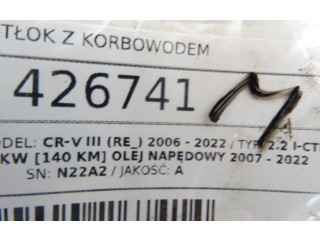 TŁOK Z KORBOWODEM
426741 M
ODEL: CR-V III (RE_) 2006 - 2022 / TYP: 2.2 I-CT
KW [140 KM] OLEJ NAPĘDOWY 2007 - 2022
SN: N22A2 / JAKOŚĆ: A